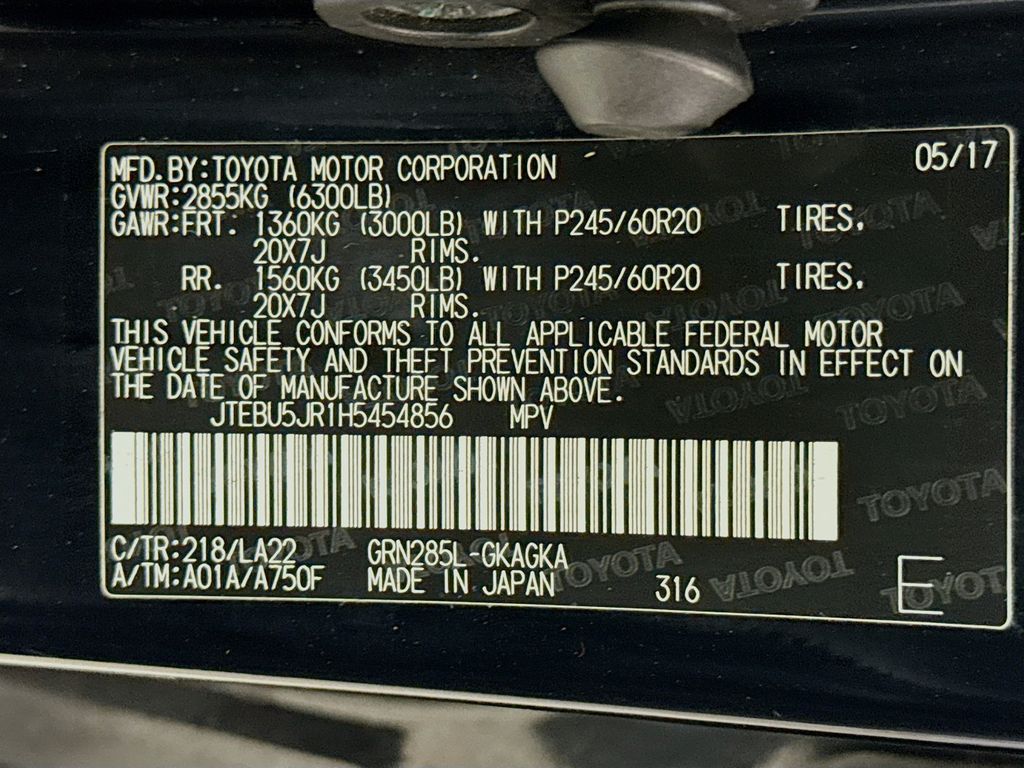 MFD.BY:TOYOTA MOTOR CORPORATION 05/17
GVWR:2855KG (6300LB)
GAWR:FRT. 1360KG (3000LB) WITH P245/60R20 TIRES,
20X7J RIMS.
RR. 1560KG (3450LB) WITH P245/60R20 TIRES,
20X7J RIMS.
THIS VEHICLE CONFORMS TO ALL APPLICABLE FEDERAL MOTOR
VEHICLE SAFETY AND THEFT PREVENTION STANDARDS IN EFFECT ON
THE DATE OF MANUFACTURE SHOWN ABOVE.
JTEBU5JR1H5454856 MPV
C/TR:218/LA22 GRN285L-GKAGKA
A/TM:A01A/A750F MADE IN JAPAN 316 E